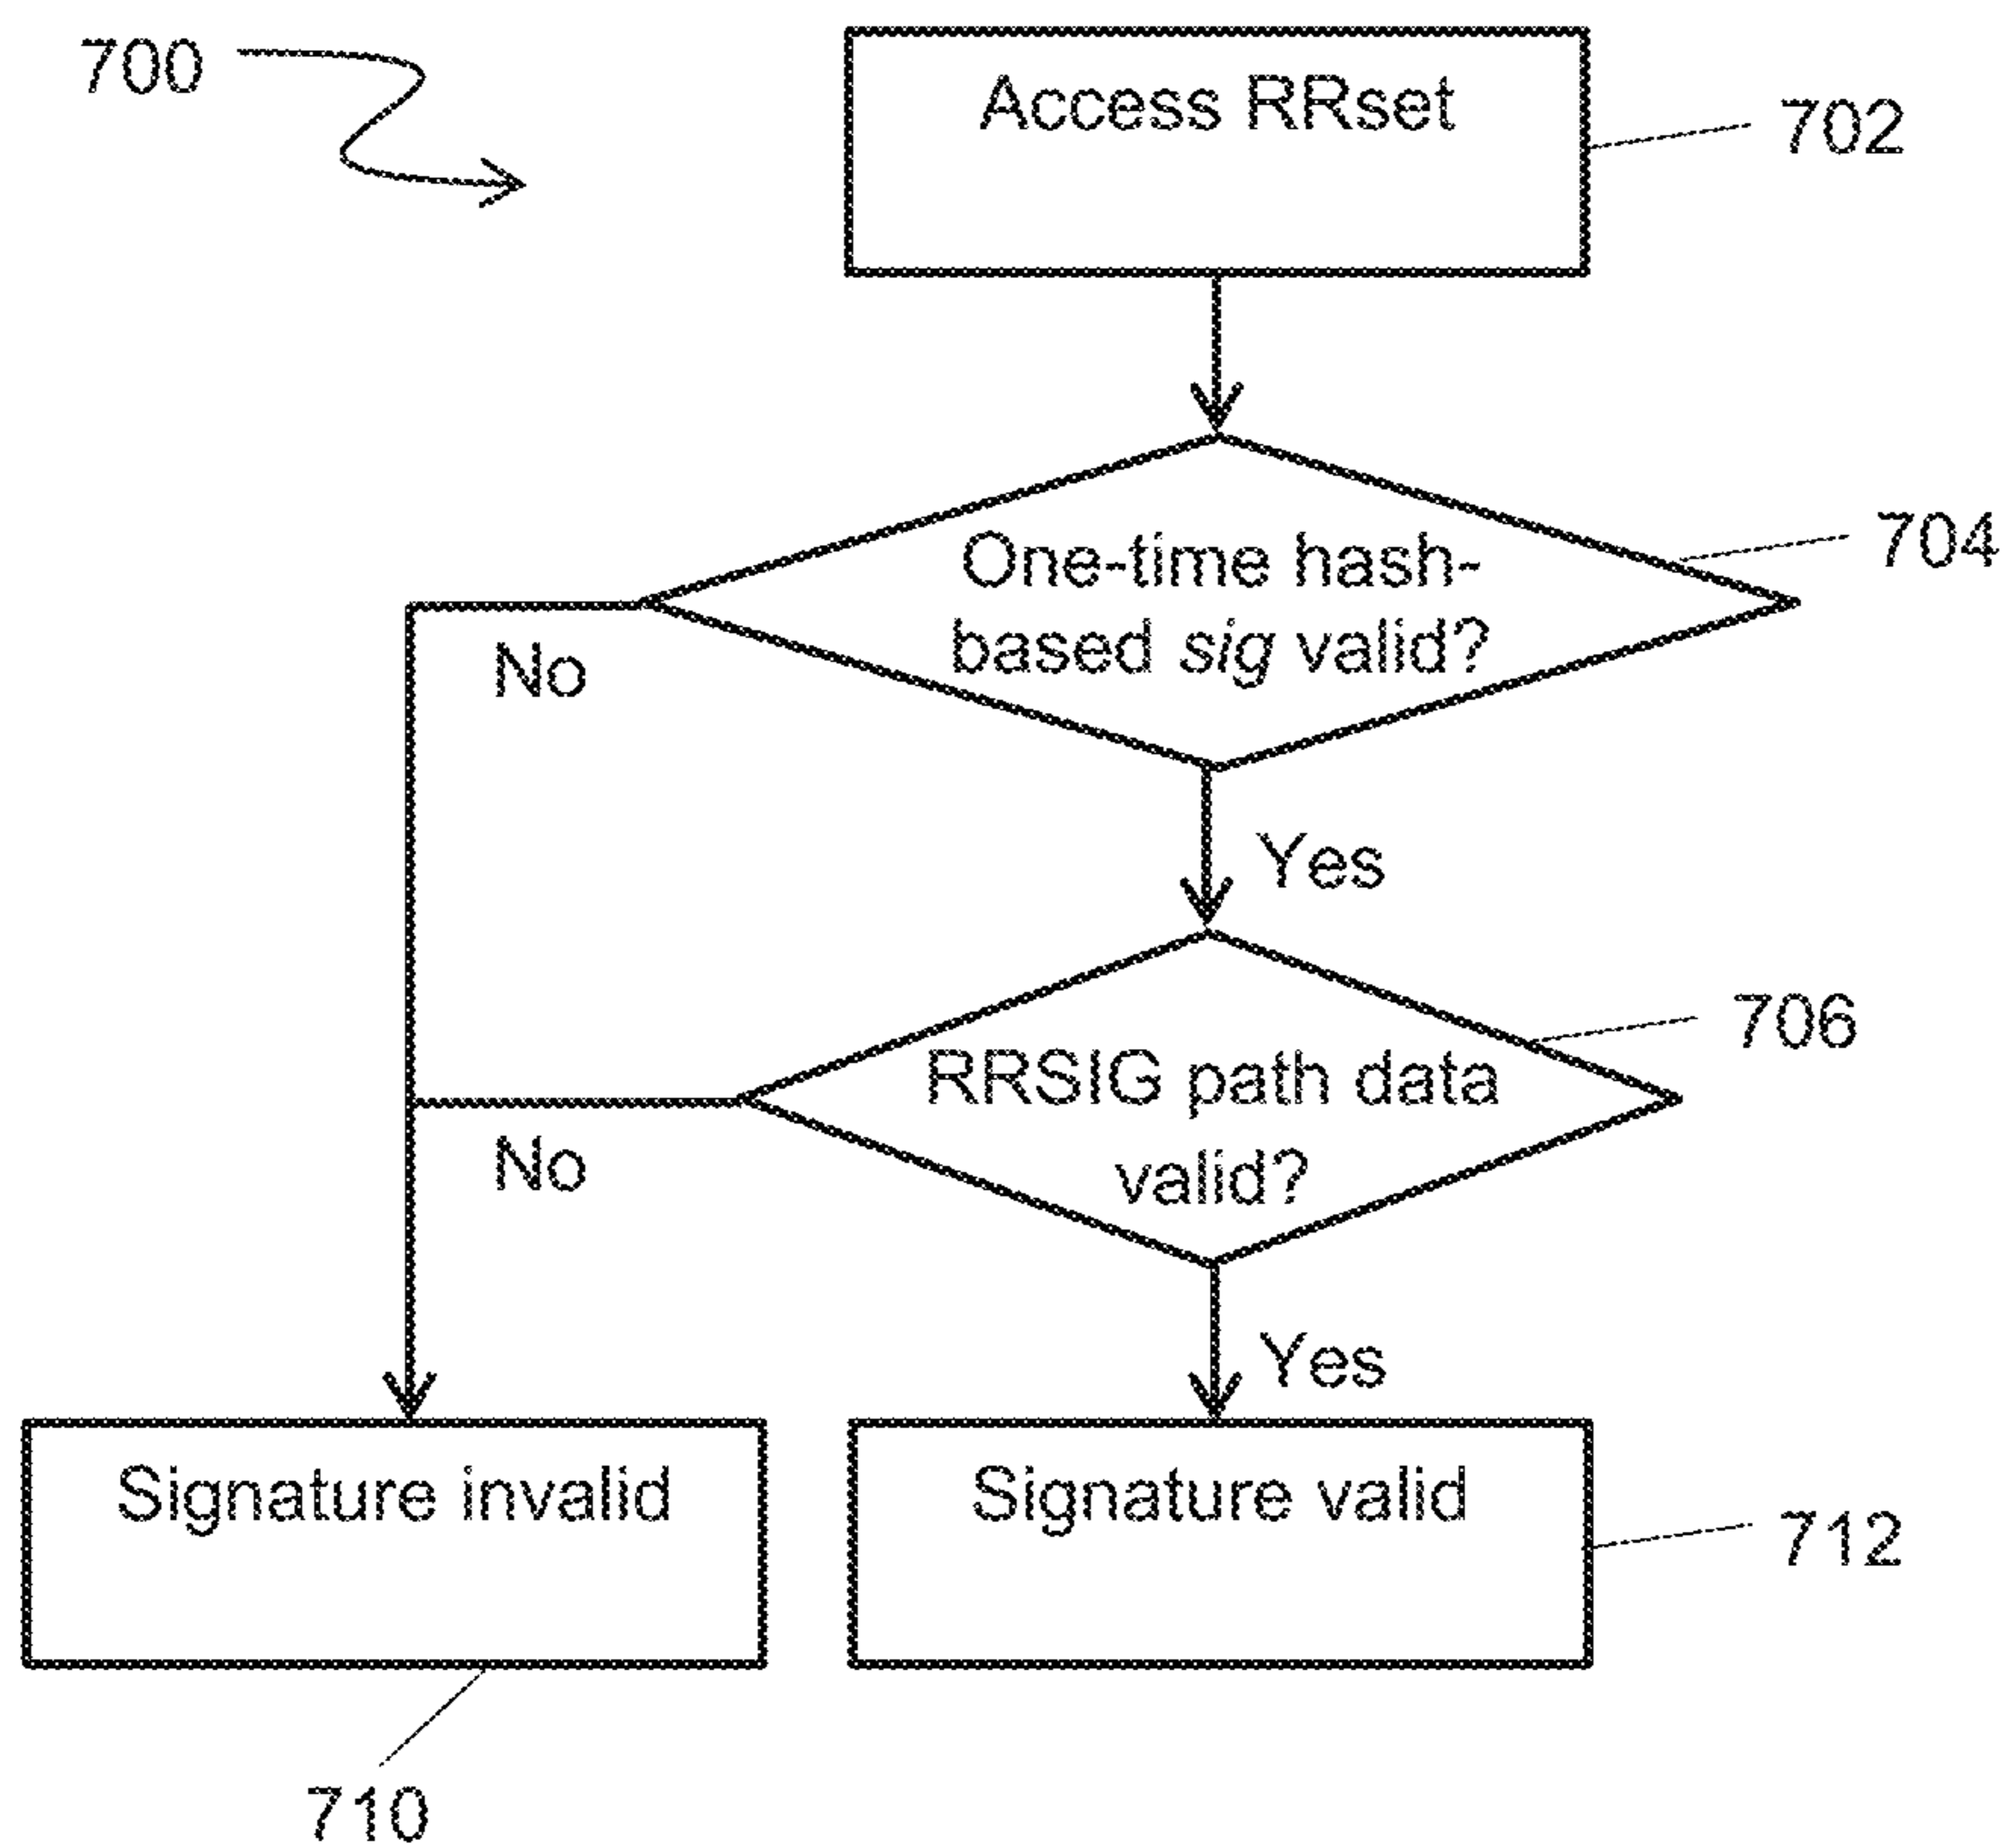 700
Access RRset
702
One-time hash-
based sig valid?
704
No
Yes
RRSIG path data
valid?
706
No
Yes
Signature invalid
Signature valid
712
710